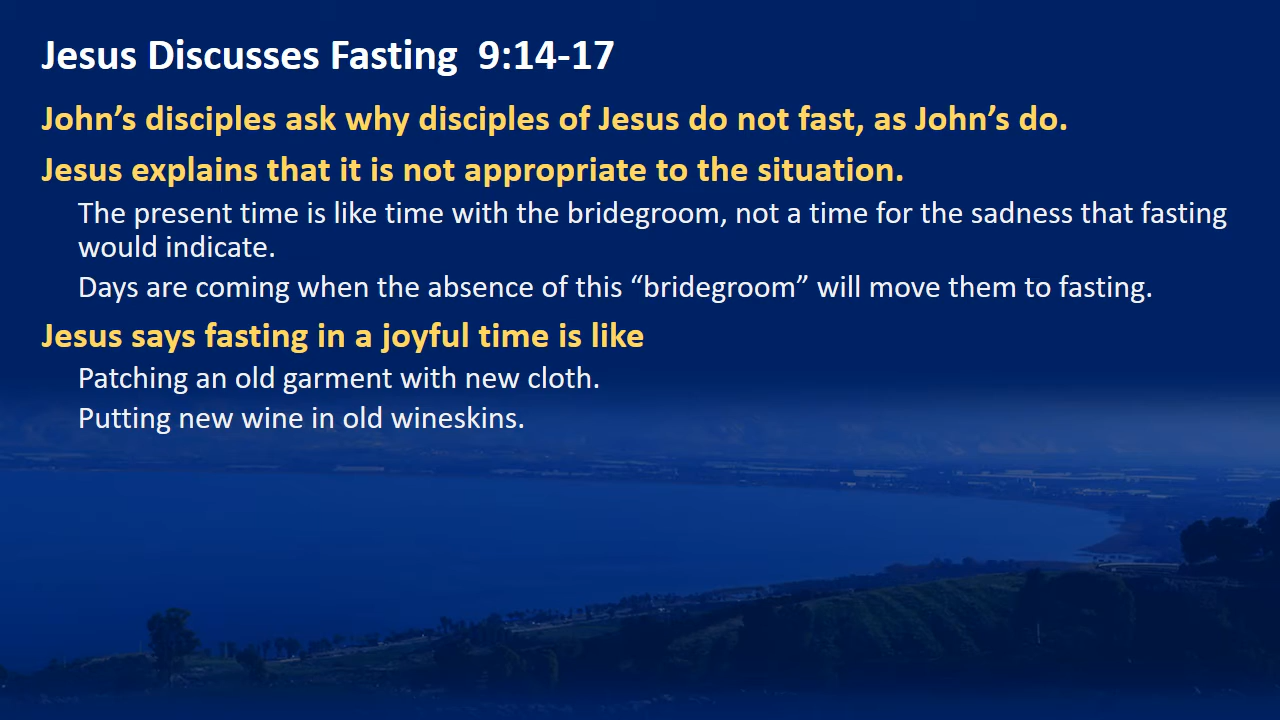 Jesus Discusses Fasting  9:14-17
John’s disciples ask why disciples of Jesus do not fast, as John’s do.
Jesus explains that it is not appropriate to the situation.
The present time is like time with the bridegroom, not a time for the sadness that fasting
would indicate.
Days are coming when the absence of this “bridegroom” will move them to fasting.
Jesus says fasting in a joyful time is like
Patching an old garment with new cloth.
Putting new wine in old wineskins.